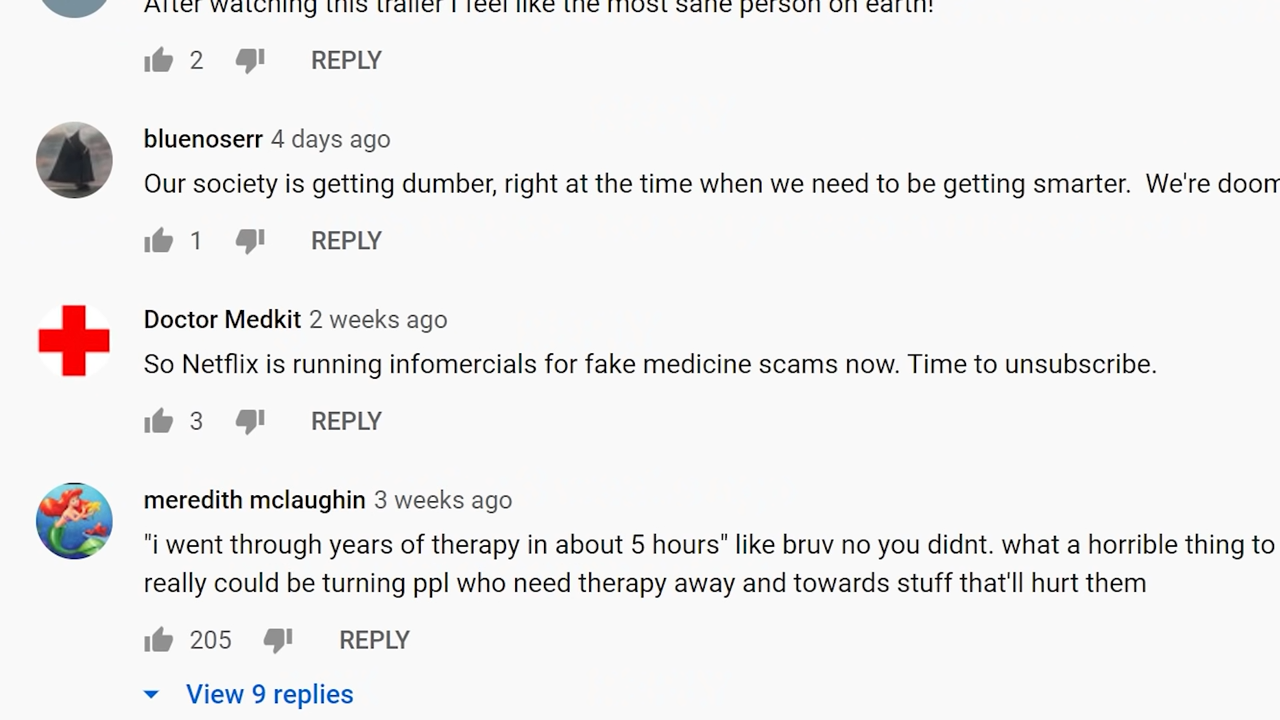 After watching this trailer I feel like the most sane person on earth!
2 REPLY
bluenoserr 4 days ago
Our society is getting dumber, right at the time when we need to be getting smarter.  We're doom
1 REPLY
Doctor Medkit 2 weeks ago
So Netflix is running infomercials for fake medicine scams now. Time to unsubscribe.
3 REPLY
meredith mclaughin 3 weeks ago
"i went through years of therapy in about 5 hours" like bruv no you didnt. what a horrible thing to
really could be turning ppl who need therapy away and towards stuff that'll hurt them
205 REPLY
View 9 replies